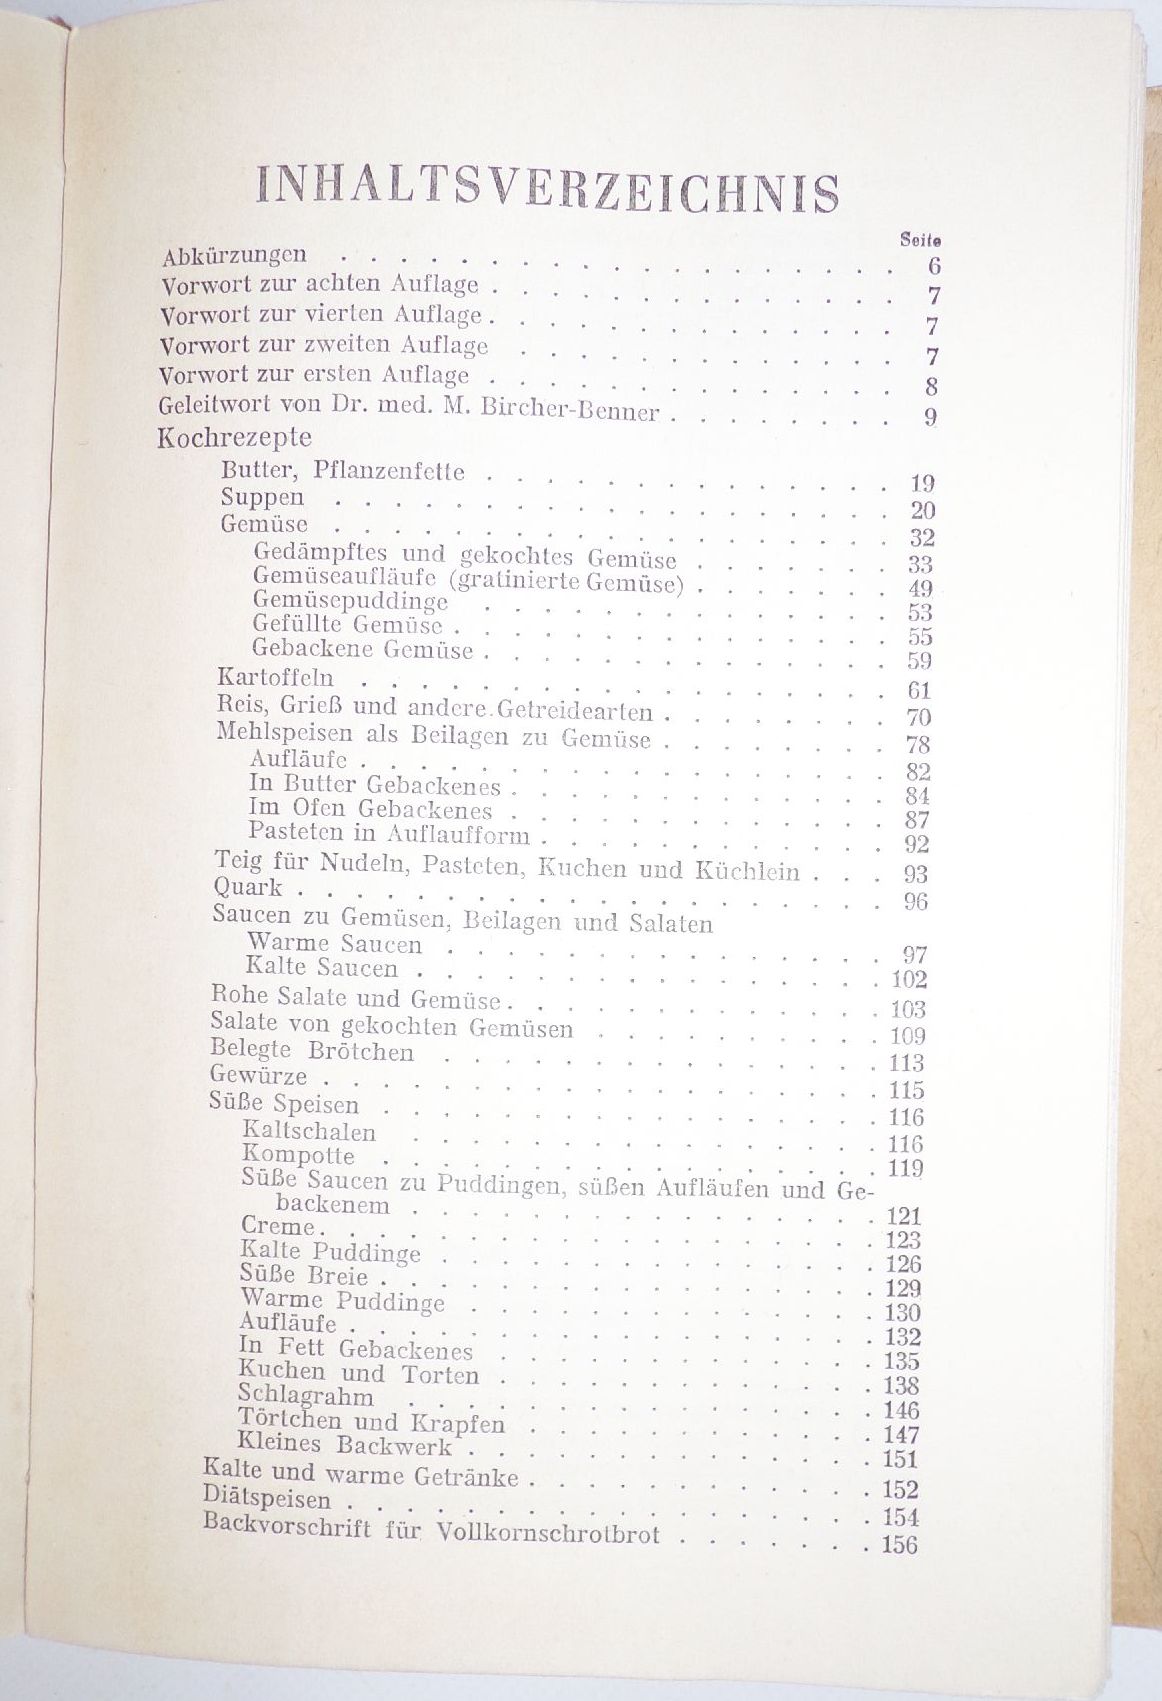 INHALTSVERZEICHNIS
Seite
Abkürzungen . . . . . . . . . . . . . . . . . . . 6
Vorwort zur achten Auflage . . . . . . . . . . . . . . 7
Vorwort zur vierten Auflage . . . . . . . . . . . . . . 7
Vorwort zur zweiten Auflage . . . . . . . . . . . . . 7
Vorwort zur ersten Auflage . . . . . . . . . . . . . . 8
Geleitwort von Dr. med. M. Bircher-Benner . . . . . . . . 9
Kochrezepte
Butter, Pflanzenfette . . . . . . . . . . . . . . 19
Suppen . . . . . . . . . . . . . . . . . . . 20
Gemüse . . . . . . . . . . . . . . . . . . . 32
Gedämpftes und gekochtes Gemüse . . . . . . . 33
Gemüseaufläufe (gratinierte Gemüse) . . . . . . . 49
Gemüsepuddinge . . . . . . . . . . . . . . 53
Gefüllte Gemüse . . . . . . . . . . . . . . . 55
Gebackene Gemüse . . . . . . . . . . . . . . 59
Kartoffeln . . . . . . . . . . . . . . . . . . 61
Reis, Grieß und andere Getreidearten . . . . . . . . 70
Mehlspeisen als Beilagen zu Gemüse . . . . . . . . 78
Aufläufe . . . . . . . . . . . . . . . . . . 82
In Butter Gebackenes . . . . . . . . . . . . . 84
Im Ofen Gebackenes . . . . . . . . . . . . . 87
Pasteten in Auflaufform . . . . . . . . . . . . 92
Teig für Nudeln, Pasteten, Kuchen und Küchlein . . . 93
Quark . . . . . . . . . . . . . . . . . . . . 96
Saucen zu Gemüsen, Beilagen und Salaten
Warme Saucen . . . . . . . . . . . . . . . 97
Kalte Saucen . . . . . . . . . . . . . . . . 102
Rohe Salate und Gemüse . . . . . . . . . . . . . 103
Salate von gekochten Gemüsen . . . . . . . . . . 109
Belegte Brötchen . . . . . . . . . . . . . . . 113
Gewürze . . . . . . . . . . . . . . . . . . . 115
Süße Speisen . . . . . . . . . . . . . . . . . 116
Kaltschalen . . . . . . . . . . . . . . . . 116
Kompotte . . . . . . . . . . . . . . . . . 119
Süße Saucen zu Puddingen, süßen Aufläufen und Ge-
backenem . . . . . . . . . . . . . . . . 121
Creme . . . . . . . . . . . . . . . . . . . 123
Kalte Puddinge . . . . . . . . . . . . . . . 126
Süße Breie . . . . . . . . . . . . . . . . . 129
Warme Puddinge . . . . . . . . . . . . . . 130
Aufläufe . . . . . . . . . . . . . . . . . . 132
In Fett Gebackenes . . . . . . . . . . . . . 135
Kuchen und Torten . . . . . . . . . . . . . 138
Schlagrahm . . . . . . . . . . . . . . . . 146
Törtchen und Krapfen . . . . . . . . . . . . 147
Kleines Backwerk . . . . . . . . . . . . . . 151
Kalte und warme Getränke . . . . . . . . . . . . 152
Diätspeisen . . . . . . . . . . . . . . . . . . 154
Backvorschrift für Vollkornschrotbrot . . . . . . . 156